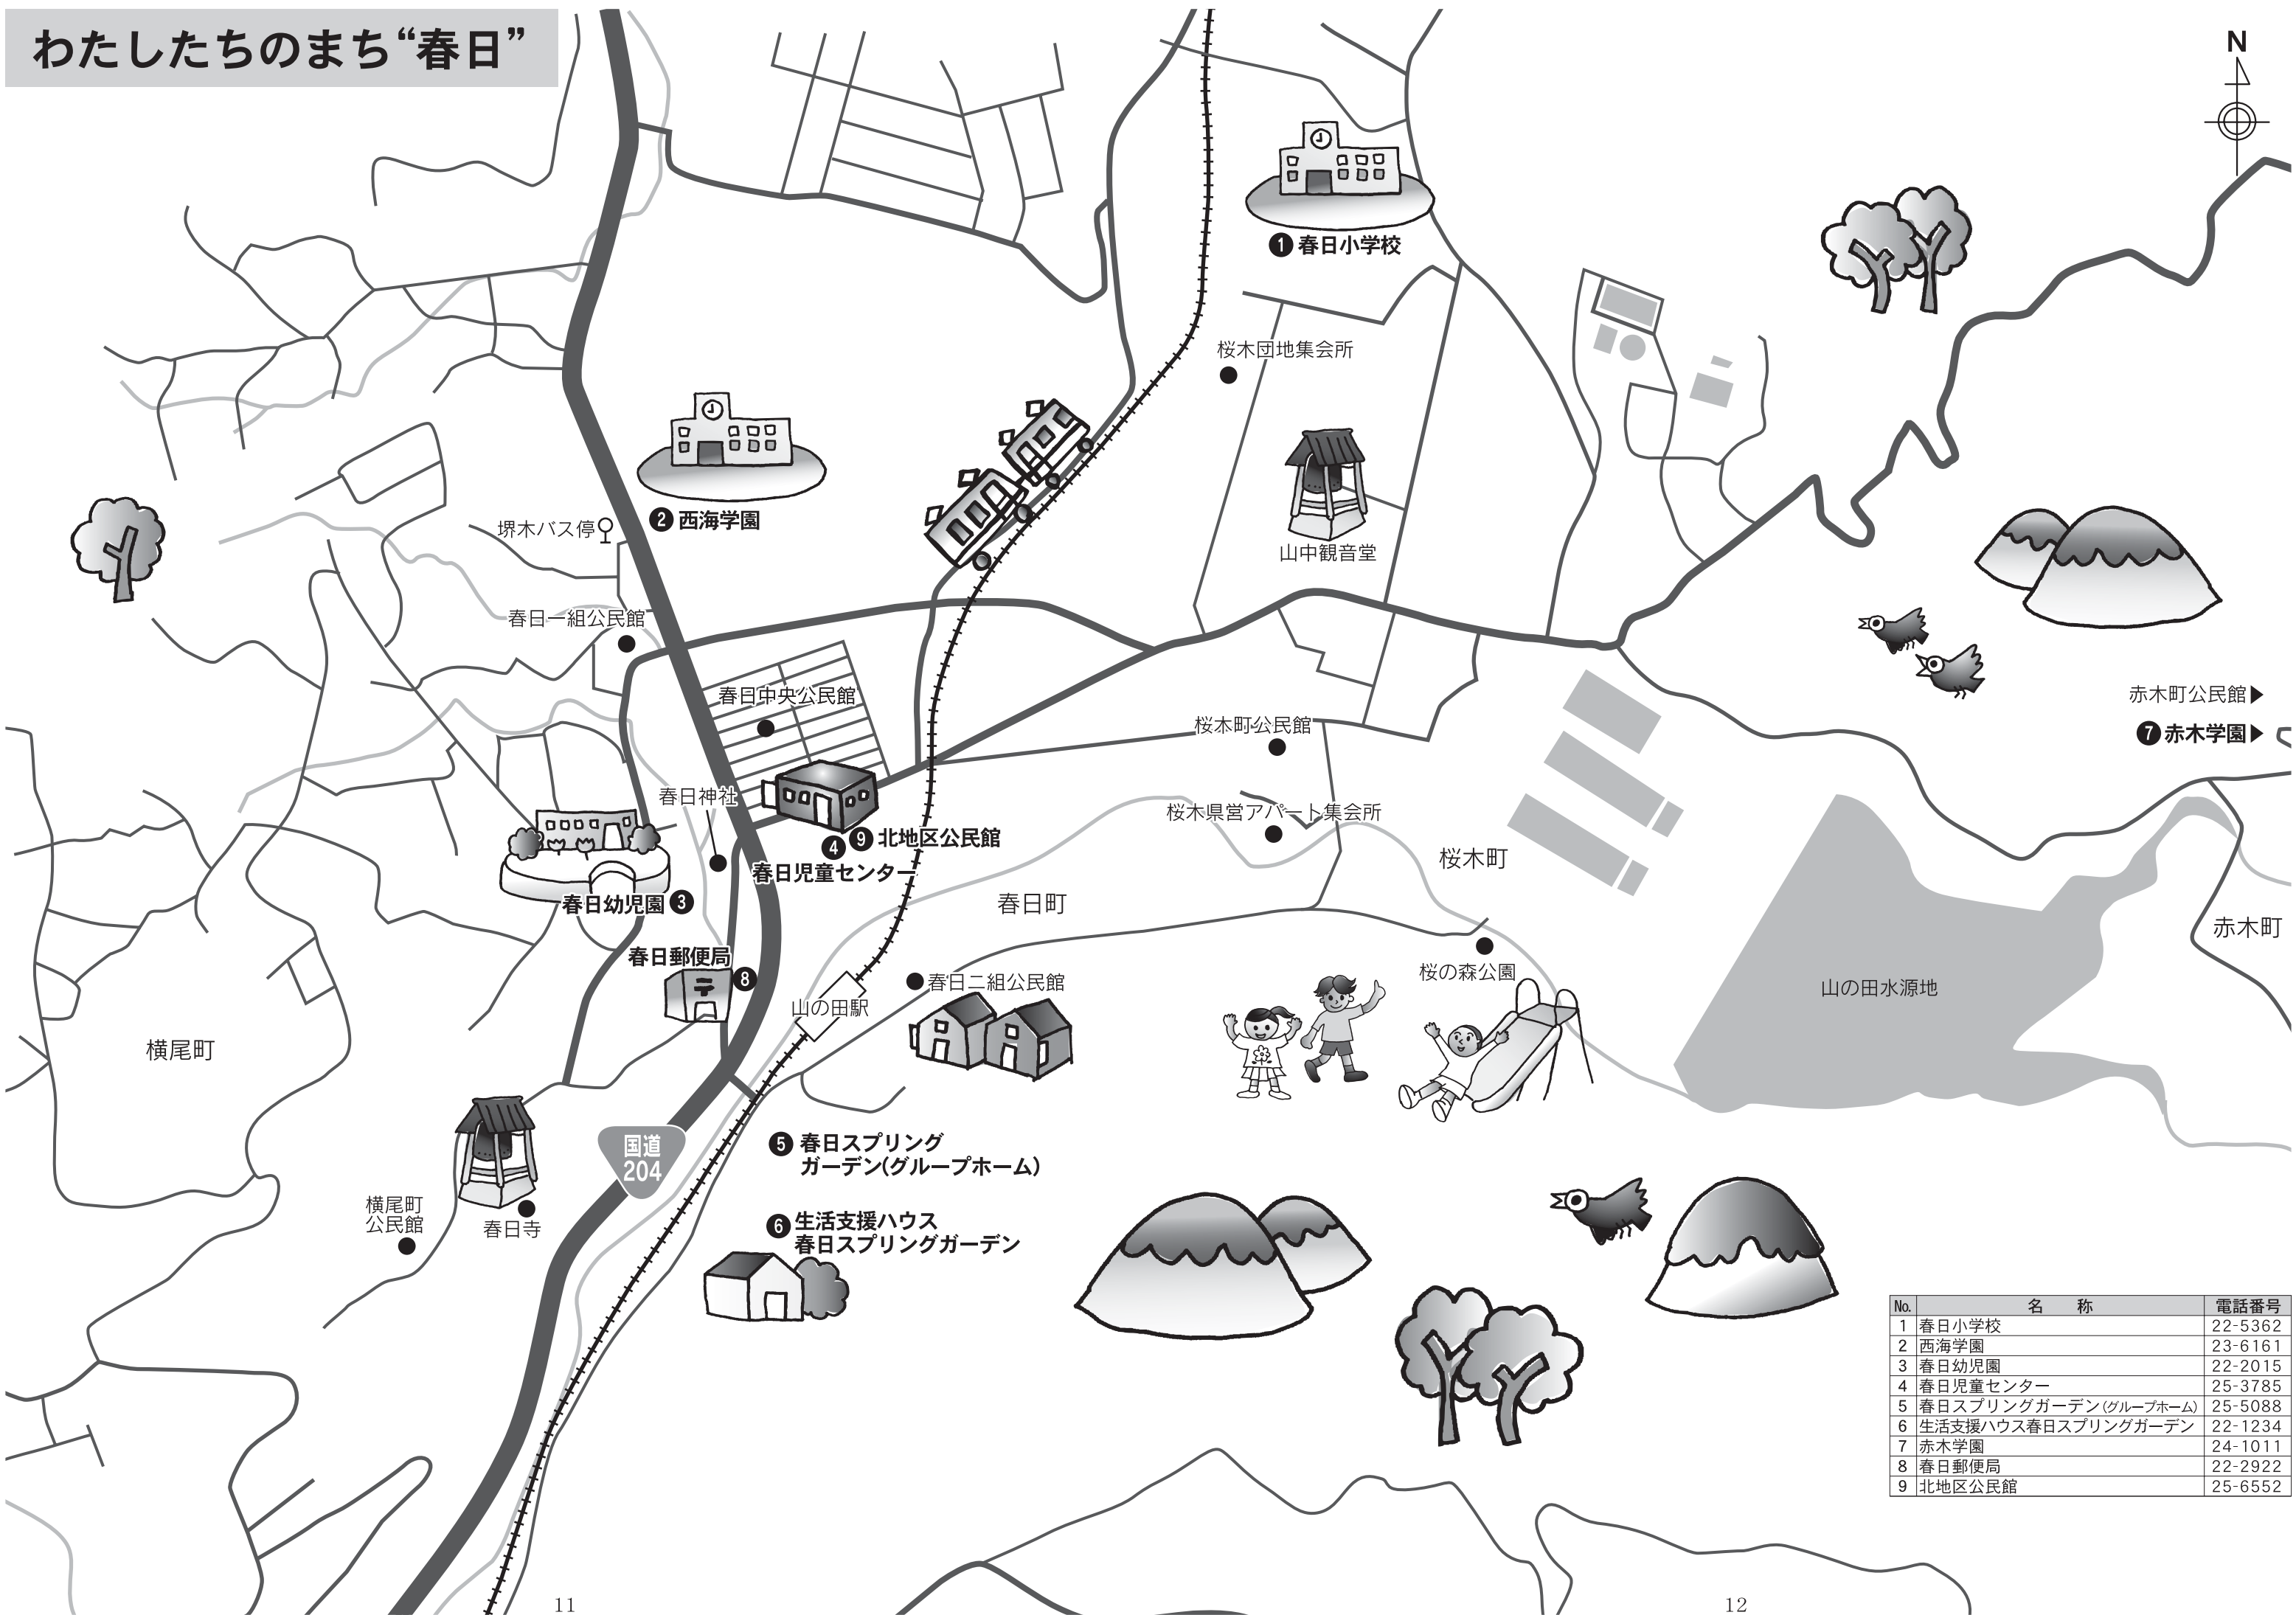 わたしたちのまち“春日”
N
❶ 春日小学校
桜木団地集会所
❷ 西海学園
堺木バス停
山中観音堂
春日一組公民館
赤木町公民館▶
❼ 赤木学園▶
春日中央公民館
桜木町公民館
春日神社
桜木県営アパート集会所
❾ 北地区公民館
❹
春日児童センター
桜木町
春日幼児園 ❸
春日町
赤木町
春日郵便局
❽
〒
春日二組公民館
桜の森公園
山の田駅
山の田水源地
横尾町
国道
204
❺ 春日スプリング
ガーデン(グループホーム)
横尾町
公民館
春日寺
❻ 生活支援ハウス
春日スプリングガーデン
No. 名　称 電話番号
1 春日小学校 22-5362
2 西海学園 23-6161
3 春日幼児園 22-2015
4 春日児童センター 25-3785
5 春日スプリングガーデン(グループホーム) 25-5088
6 生活支援ハウス春日スプリングガーデン 22-1234
7 赤木学園 24-1011
8 春日郵便局 22-2922
9 北地区公民館 25-6552
11
12